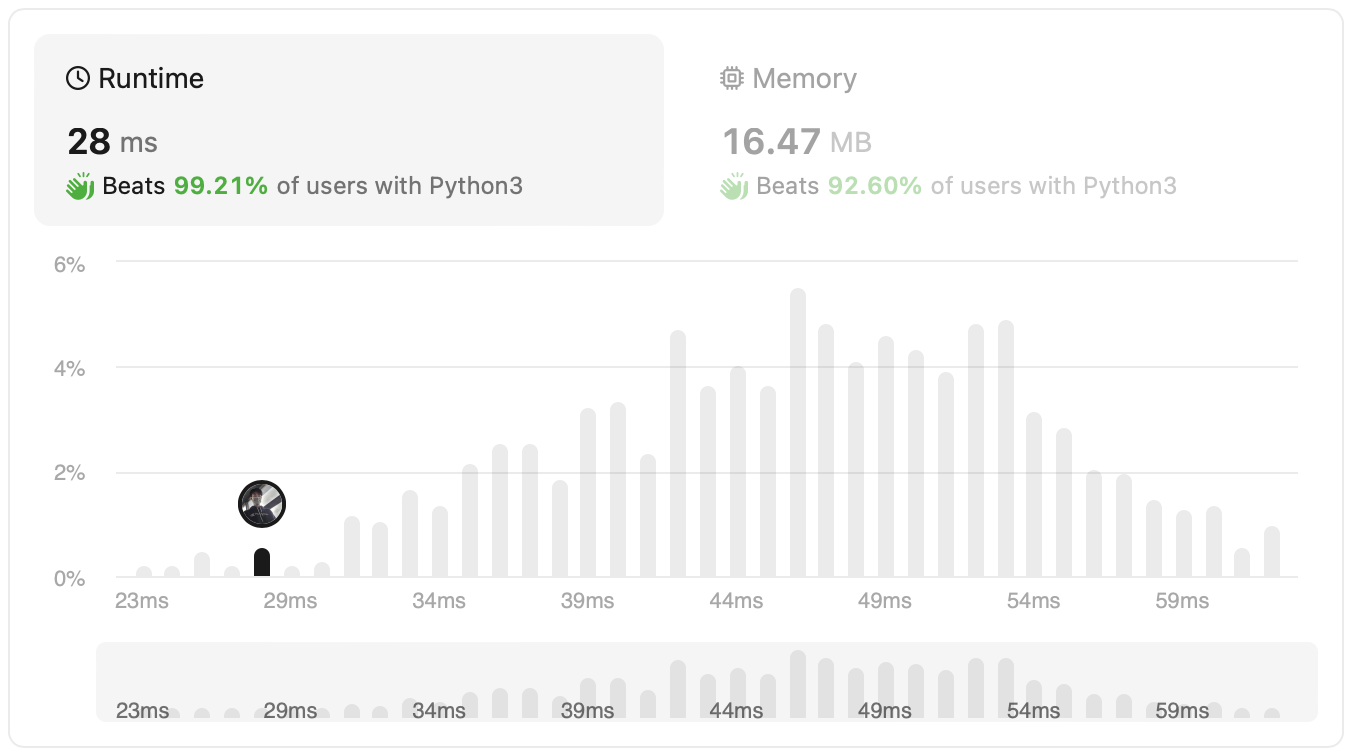 Runtime
28 ms
Beats 99.21% of users with Python3
Memory
16.47 MB
Beats 92.60% of users with Python3
6%
4%
2%
0%
23ms 29ms 34ms 39ms 44ms 49ms 54ms 59ms
23ms 29ms 34ms 39ms 44ms 49ms 54ms 59ms